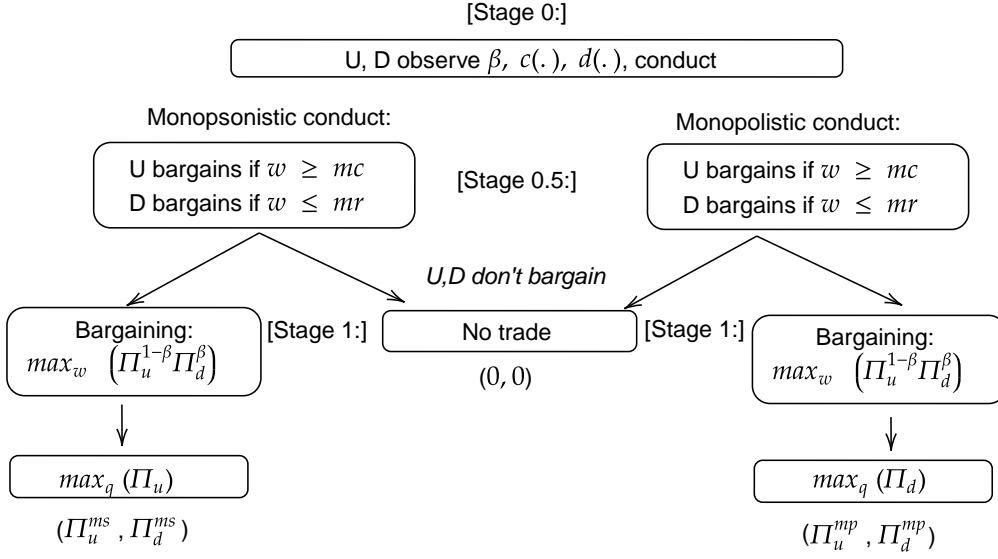 [Stage 0:]
U, D observe β, c(.), d(.), conduct
Monopsonistic conduct:
Monopolistic conduct:
U bargains if w ≥ mc
D bargains if w ≤ mr
[Stage 0.5:]
U bargains if w ≥ mc
D bargains if w ≤ mr
U,D don't bargain
Bargaining:
max_w (Π_u^{1−β}Π_d^β)
[Stage 1:]
No trade
[Stage 1:]
Bargaining:
max_w (Π_u^{1−β}Π_d^β)
(0, 0)
max_q (Π_u)
max_q (Π_d)
(Π_u^{ms} , Π_d^{ms})
(Π_u^{mp} , Π_d^{mp})